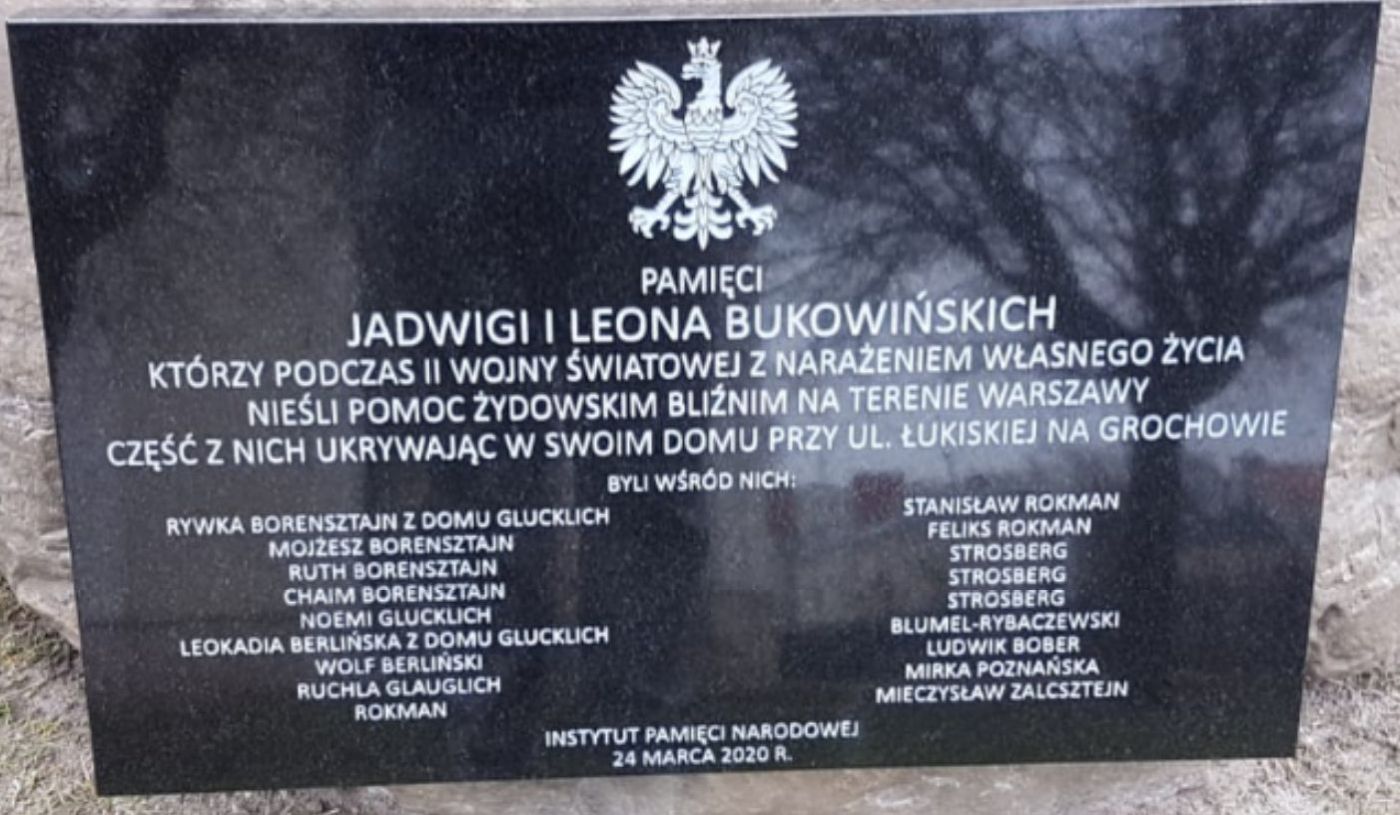 PAMIĘCI
JADWIGI I LEONA BUKOWIŃSKICH
KTÓRZY PODCZAS II WOJNY ŚWIATOWEJ Z NARAŻENIEM WŁASNEGO ŻYCIA
NIEŚLI POMOC ŻYDOWSKIM BLIŹNIM NA TERENIE WARSZAWY
CZĘŚĆ Z NICH UKRYWAJĄC W SWOIM DOMU PRZY UL. ŁUKISKIEJ NA GROCHOWIE
BYLI WŚRÓD NICH:
RYWKA BORENSZTAJN Z DOMU GLUCKLICH
MOJŻESZ BORENSZTAJN
RUTH BORENSZTAJN
CHAIM BORENSZTAJN
NOEMI GLUCKLICH
LEOKADIA BERLIŃSKA Z DOMU GLUCKLICH
WOLF BERLIŃSKI
RUCHLA GLAUGLICH
ROKMAN
STANISŁAW ROKMAN
FELIKS ROKMAN
STROSBERG
STROSBERG
STROSBERG
BLUMEL-RYBACZEWSKI
LUDWIK BOBER
MIRKA POZNAŃSKA
MIECZYSŁAW ZALCSZTEJN
INSTYTUT PAMIĘCI NARODOWEJ
24 MARCA 2020 R.